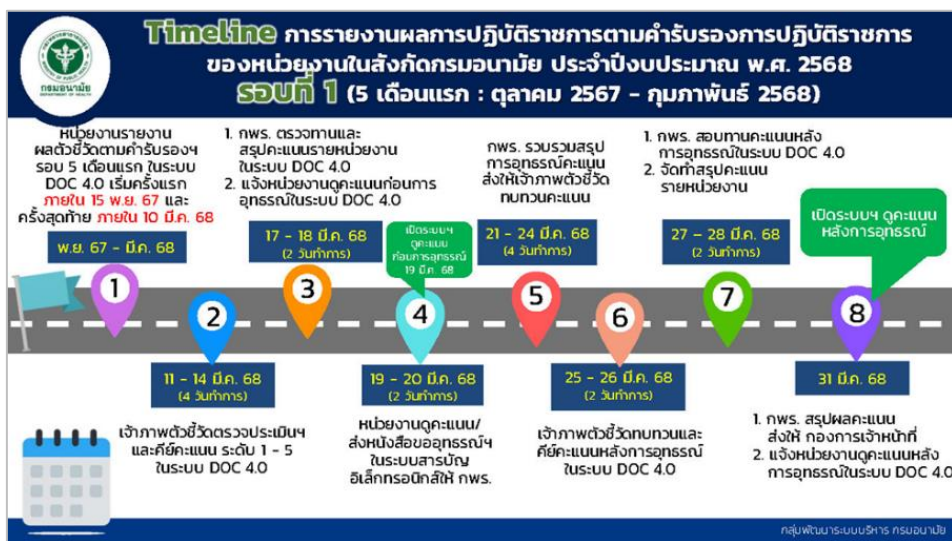 Timeline การรายงานผลการปฏิบัติราชการตามคำรับรองการปฏิบัติราชการ
ของหน่วยงานในสังกัดกรมอนามัย ประจำปีงบประมาณ พ.ศ. 2568
รอบที่ 1 (5 เดือนแรก : ตุลาคม 2567 - กุมภาพันธ์ 2568)
กรมอนามัย
DEPARTMENT OF HEALTH
หน่วยงานรายงาน
ผลตัวชี้วัดตามคำรับรองฯ
รอบ 5 เดือนแรก ในระบบ
DOC 4.0 เริ่มครั้งแรก
ภายใน 15 พ.ย. 67 และ
ครั้งสุดท้าย ภายใน 10 มี.ค. 68
พ.ย. 67 - มี.ค. 68
1
2
11 - 14 มี.ค. 68
(4 วันทำการ)
เจ้าภาพตัวชี้วัดตรวจประเมินฯ
และคีย์คะแนน ระดับ 1 - 5
ในระบบ DOC 4.0
1. กพร. ตรวจทานและ
สรุปคะแนนรายหน่วยงาน
ในระบบ DOC 4.0
2. แจ้งหน่วยงานดูคะแนนก่อนการ
อุทธรณ์ในระบบ DOC 4.0
17 - 18 มี.ค. 68
(2 วันทำการ)
3
เปิดระบบฯ
ดูคะแนน
ก่อนการอุทธรณ์
19 มี.ค. 68
4
19 - 20 มี.ค. 68
(2 วันทำการ)
หน่วยงานดูคะแนน/
ส่งหนังสือขออุทธรณ์ฯ
ในระบบสารบัญ
อิเล็กทรอนิกส์ให้ กพร.
กพร. รวบรวมสรุป
การอุทธรณ์คะแนน
ส่งให้เจ้าภาพตัวชี้วัด
ทบทวนคะแนน
21 - 24 มี.ค. 68
(4 วันทำการ)
5
6
25 - 26 มี.ค. 68
(2 วันทำการ)
เจ้าภาพตัวชี้วัดทบทวนและ
คีย์คะแนนหลังการอุทธรณ์
ในระบบ DOC 4.0
1. กพร. สอบทานคะแนนหลัง
การอุทธรณ์ในระบบ DOC 4.0
2. จัดทำสรุปคะแนน
รายหน่วยงาน
27 - 28 มี.ค. 68
(2 วันทำการ)
7
เปิดระบบฯ ดูคะแนน
หลังการอุทธรณ์
8
31 มี.ค. 68
1. กพร. สรุปผลคะแนน
ส่งให้ กองการเจ้าหน้าที่
2. แจ้งหน่วยงานดูคะแนนหลัง
การอุทธรณ์ในระบบ DOC 4.0
กลุ่มพัฒนาระบบบริหาร กรมอนามัย